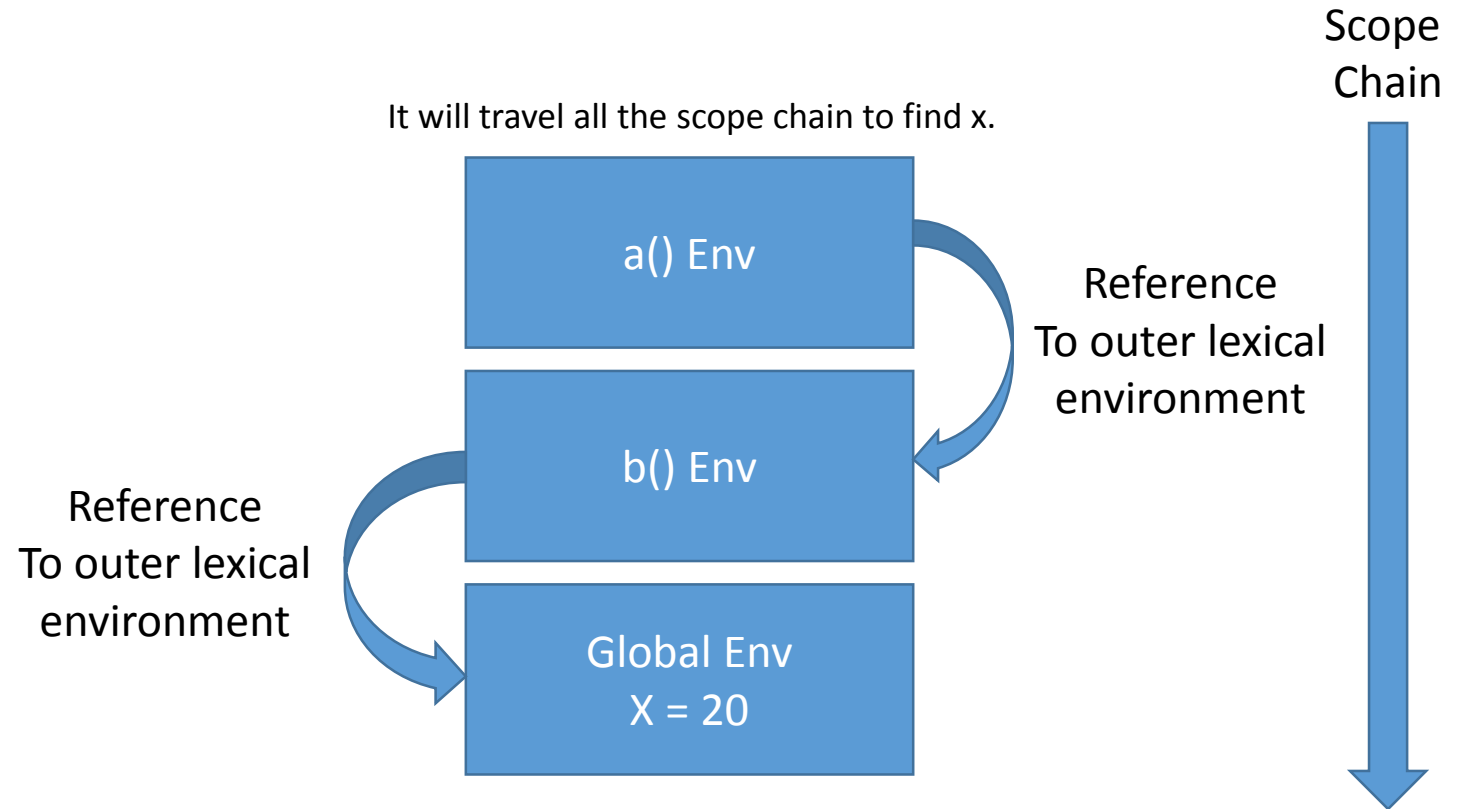 Scope
Chain
It will travel all the scope chain to find x.
a() Env
Reference
To outer lexical
environment
b() Env
Reference
To outer lexical
environment
Global Env
X = 20